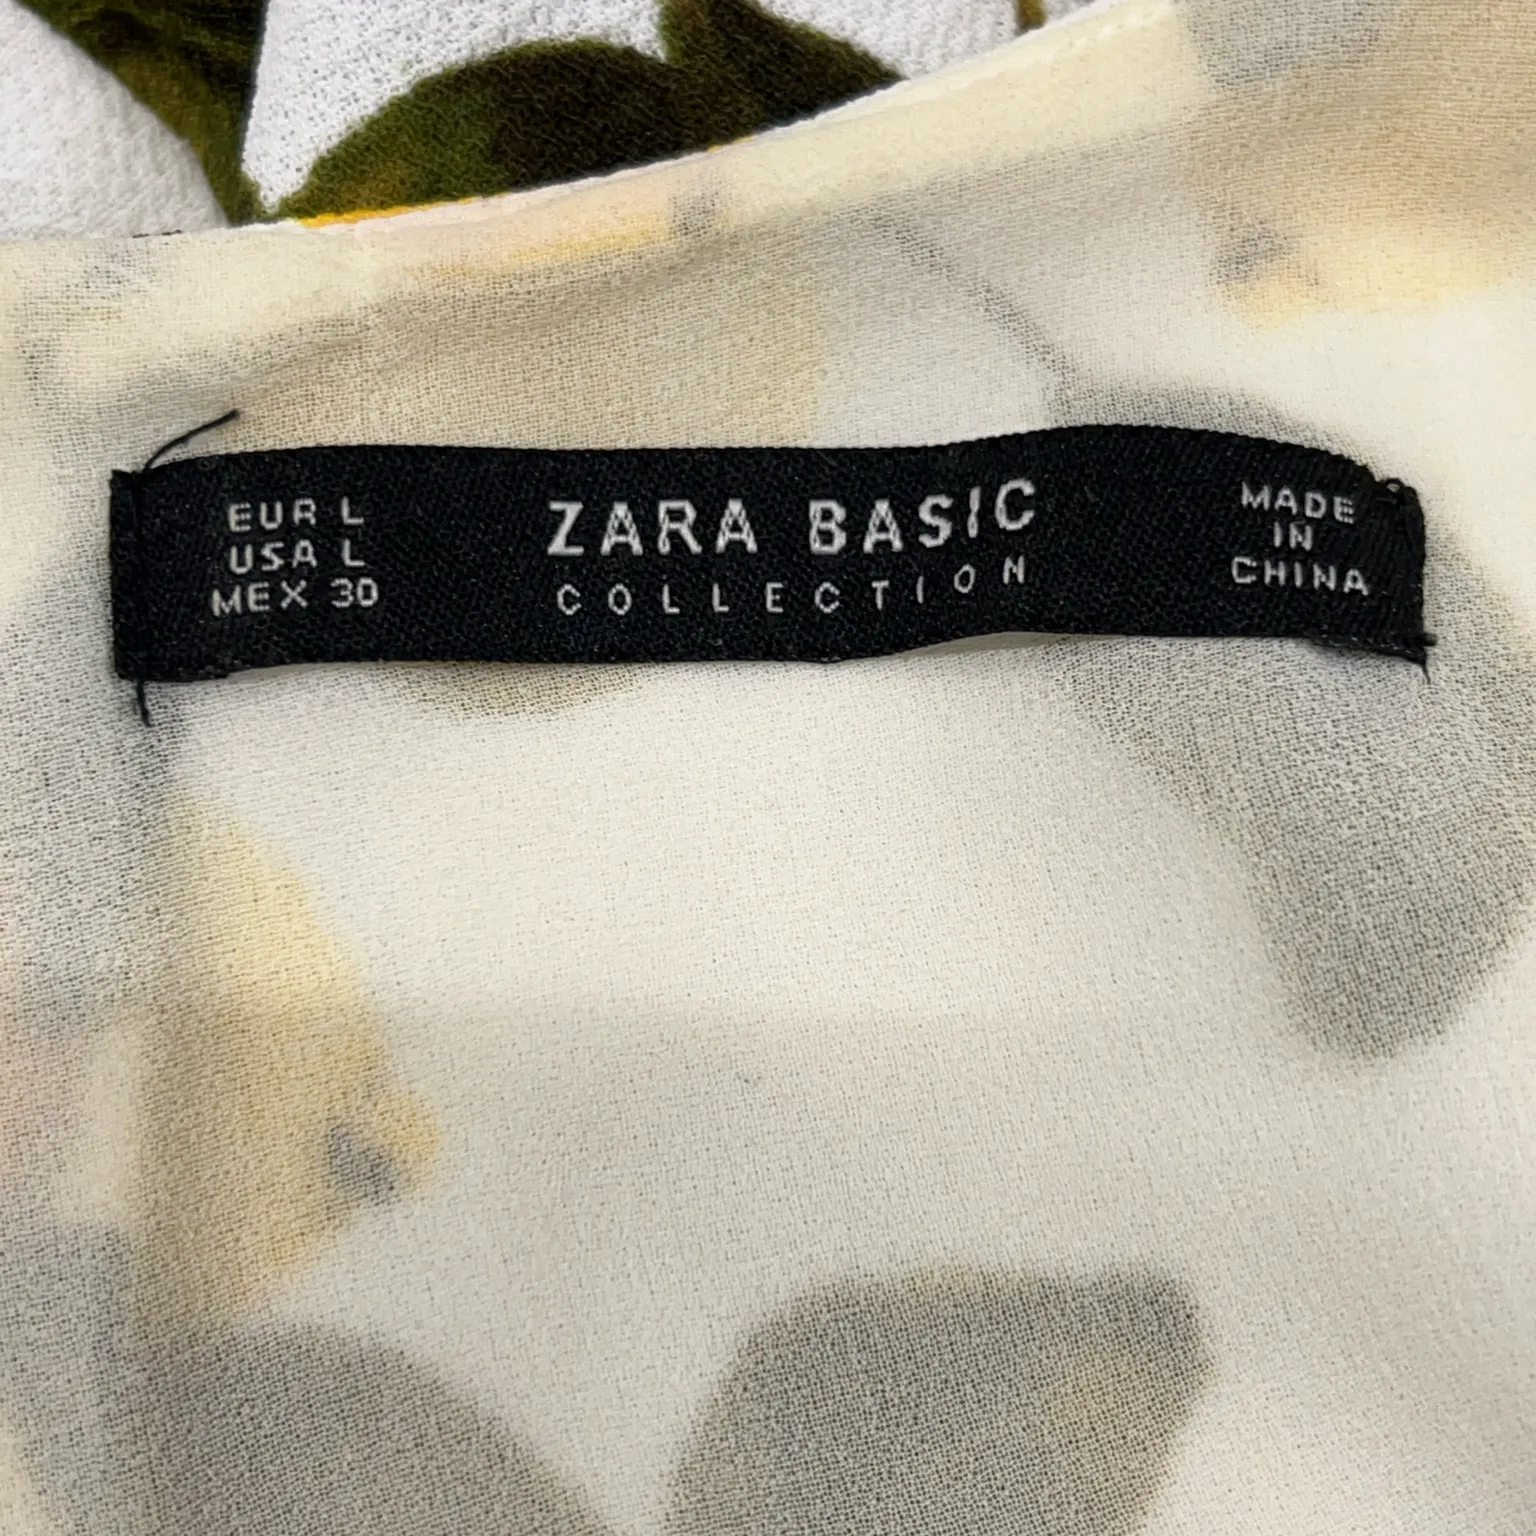 EUR L
USA L
MEX 30
ZARA BASIC
COLLECTION
MADE
IN
CHINA